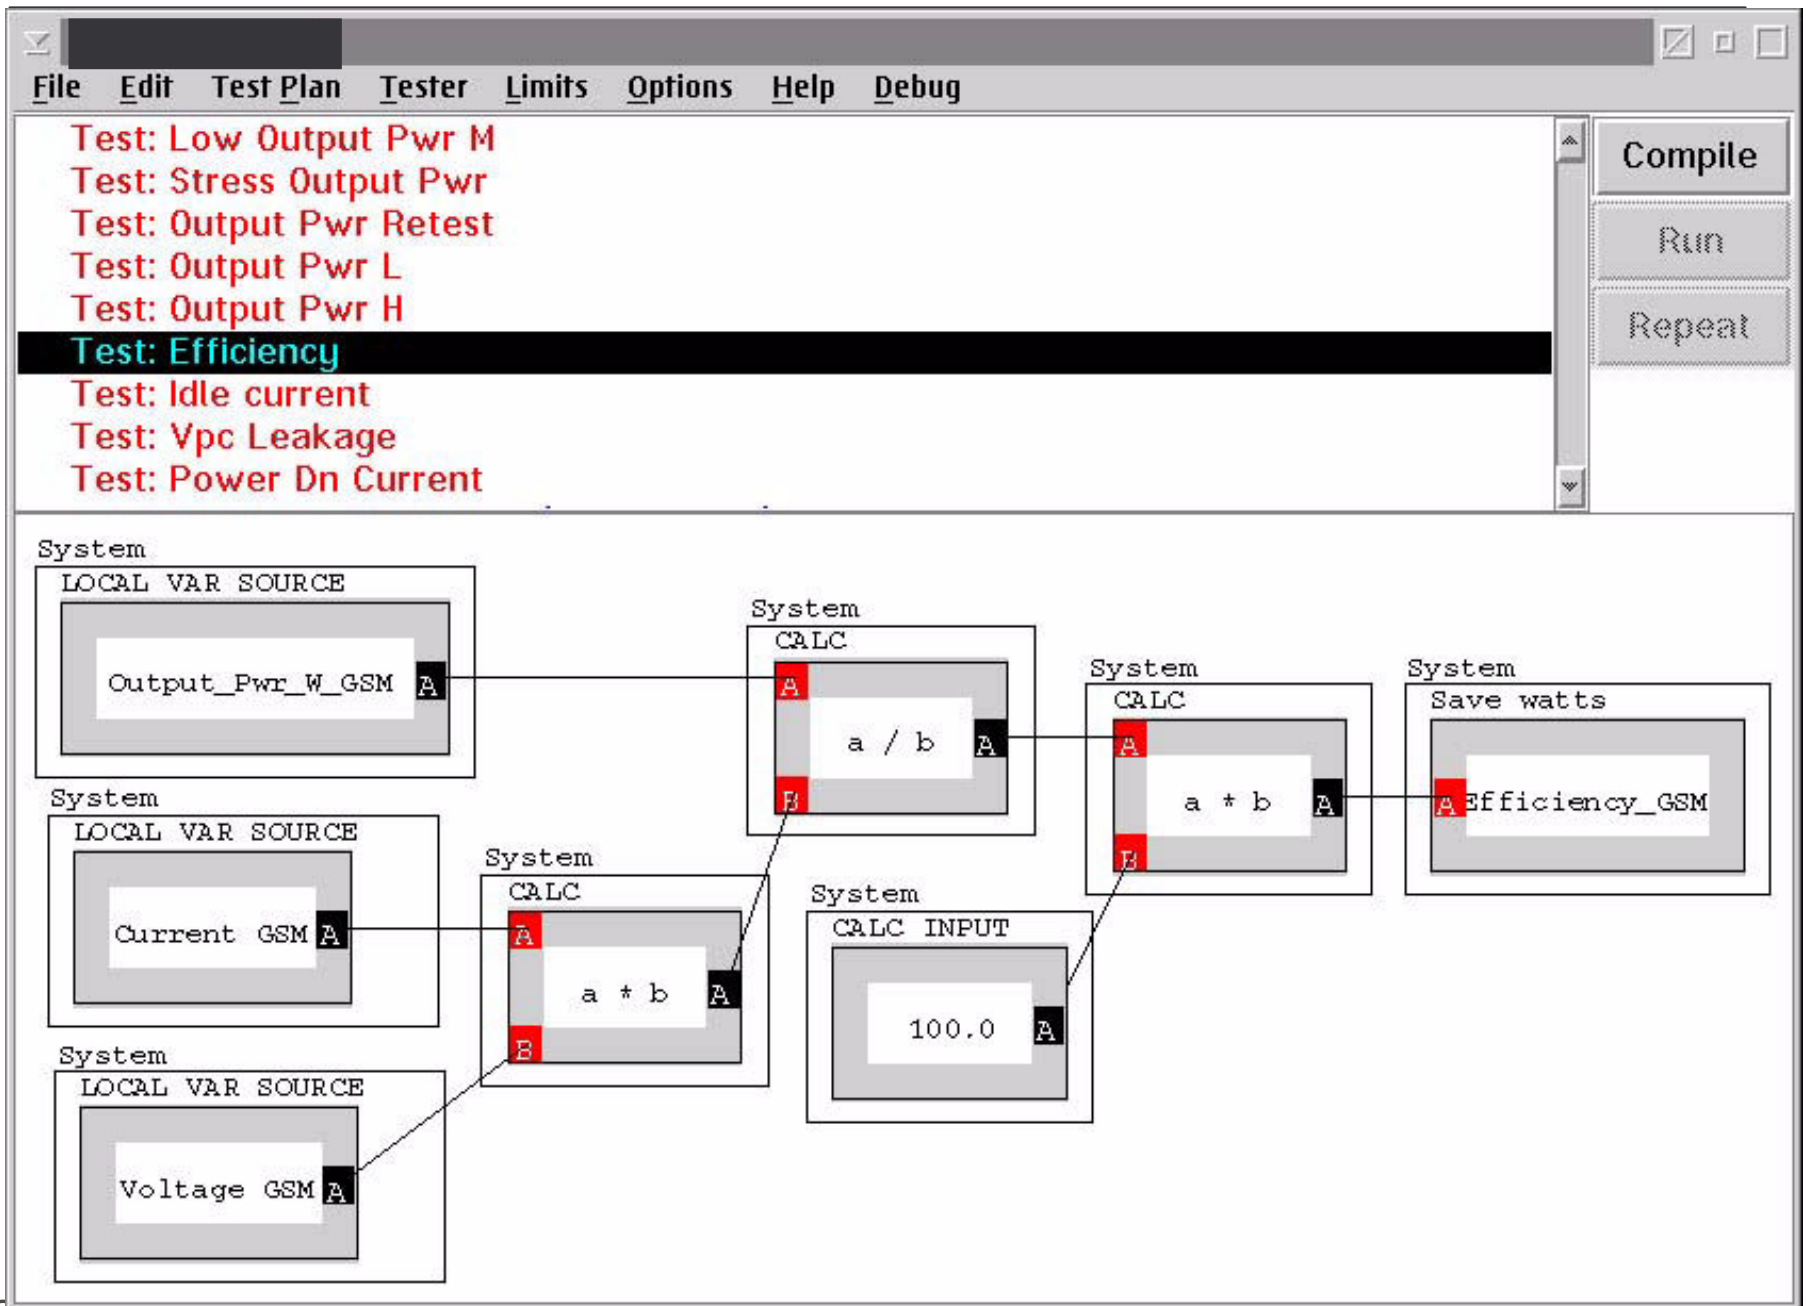 File Edit Test Plan Tester Limits Options Help Debug
Test: Low Output Pwr M
Test: Stress Output Pwr
Test: Output Pwr Retest
Test: Output Pwr L
Test: Output Pwr H
Test: Efficiency
Test: Idle current
Test: Vpc Leakage
Test: Power Dn Current
Compile
Run
Repeat
System
LOCAL VAR SOURCE
Output_Pwr_W_GSM A
System
LOCAL VAR SOURCE
Current GSM A
System
LOCAL VAR SOURCE
Voltage GSM A
System
CALC
A
a * b A
B
System
CALC
A
a / b A
B
System
CALC INPUT
100.0 A
System
CALC
A
a * b A
B
System
Save watts
A Efficiency_GSM